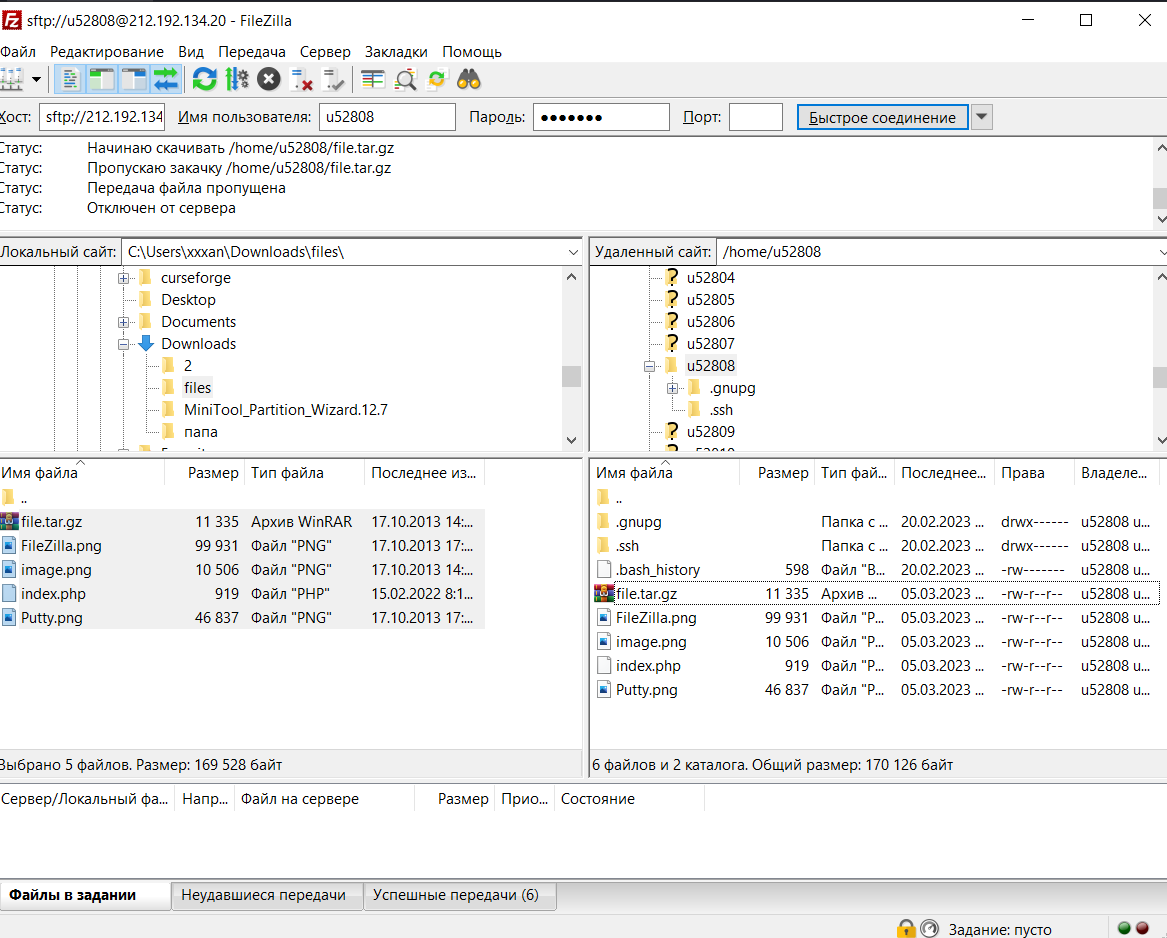 sftp://u52808@212.192.134.20 - FileZilla
Файл Редактирование Вид Передача Сервер Закладки Помощь
Хост: sftp://212.192.134 Имя пользователя: u52808 Пароль: ●●●●●●● Порт: Быстрое соединение
Статус: Начинаю скачивать /home/u52808/file.tar.gz
Статус: Пропускаю закачку /home/u52808/file.tar.gz
Статус: Передача файла пропущена
Статус: Отключен от сервера
Локальный сайт: C:\Users\xxxan\Downloads\files\
curseforge
Desktop
Documents
Downloads
2
files
MiniTool_Partition_Wizard.12.7
папа
Удаленный сайт: /home/u52808
u52804
u52805
u52806
u52807
u52808
.gnupg
.ssh
u52809
Имя файла Размер Тип файла Последнее из...
..
file.tar.gz 11 335 Архив WinRAR 17.10.2013 14:...
FileZilla.png 99 931 Файл "PNG" 17.10.2013 17:...
image.png 10 506 Файл "PNG" 17.10.2013 14:...
index.php 919 Файл "PHP" 15.02.2022 8:1...
Putty.png 46 837 Файл "PNG" 17.10.2013 17:...
Выбрано 5 файлов. Размер: 169 528 байт
Имя файла Размер Тип фай... Последнее... Права Владеле...
..
.gnupg Папка с ... 20.02.2023 ... drwx------ u52808 u...
.ssh Папка с ... 20.02.2023 ... drwx------ u52808 u...
.bash_history 598 Файл "B... 20.02.2023 ... -rw------- u52808 u...
file.tar.gz 11 335 Архив ... 05.03.2023 ... -rw-r--r-- u52808 u...
FileZilla.png 99 931 Файл "P... 05.03.2023 ... -rw-r--r-- u52808 u...
image.png 10 506 Файл "P... 05.03.2023 ... -rw-r--r-- u52808 u...
index.php 919 Файл "P... 05.03.2023 ... -rw-r--r-- u52808 u...
Putty.png 46 837 Файл "P... 05.03.2023 ... -rw-r--r-- u52808 u...
6 файлов и 2 каталога. Общий размер: 170 126 байт
Сервер/Локальный фа... Напр... Файл на сервере Размер Прио... Состояние
Файлы в задании Неудавшиеся передачи Успешные передачи (6)
Задание: пусто